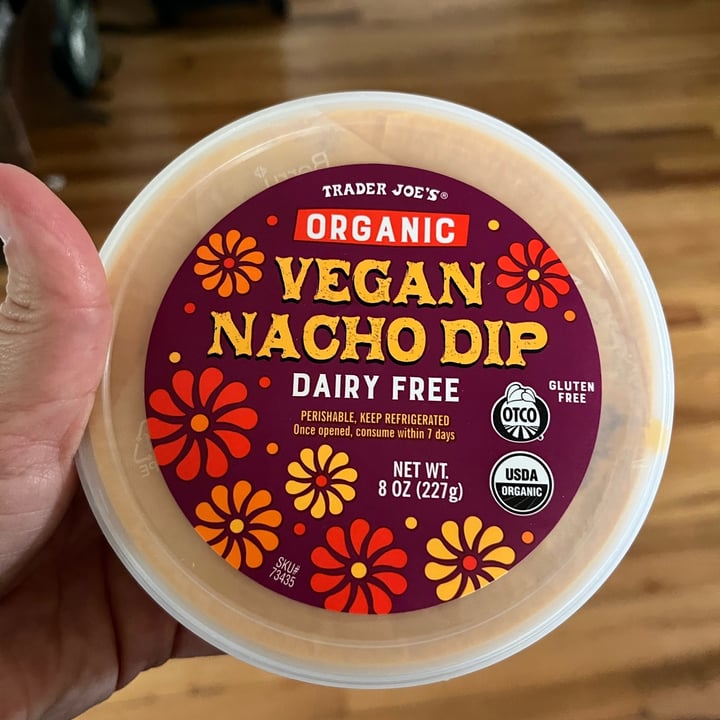 TRADER JOE'S®
ORGANIC
VEGAN
NACHO DIP
DAIRY FREE
GLUTEN
FREE
PERISHABLE, KEEP REFRIGERATED
Once opened, consume within 7 days
OTCO
NET WT.
8 OZ (227g)
USDA
ORGANIC
SKU#
73435